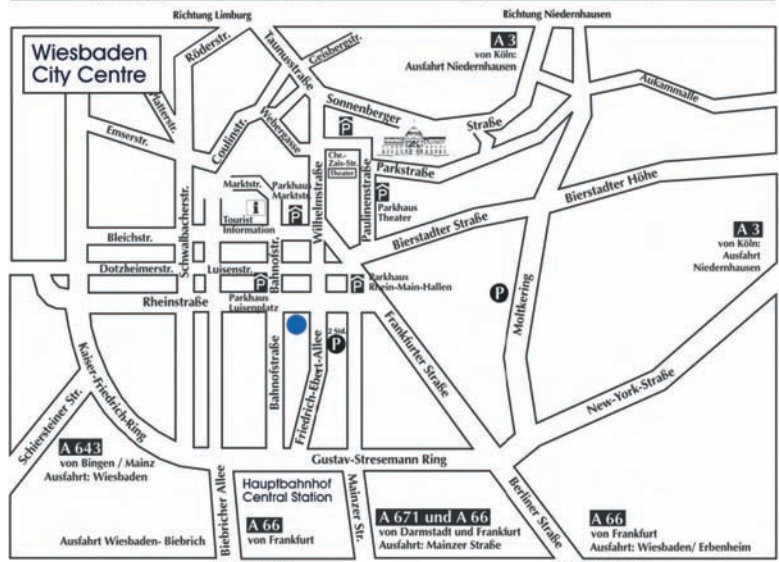 Richtung Limburg
Richtung Niedernhausen
Wiesbaden
City Centre
Röderstr.
Taunusstraße
Geisbergstr.
A 3
von Köln:
Ausfahrt Niedernhausen
Platterstr.
Emserstr.
Coulinstr.
Webergasse
Sonnenberger
Straße
Aukammalle
P
Chr.-
Zais-Str.
Theater
Parkstraße
Marktstr.
Parkhaus
Marktstr.
P
Wilhelmstraße
Paulinenstraße
P
Parkhaus
Theater
Bierstadter Höhe
Bierstadter Straße
Schwalbacherstr.
i
Tourist
Information
Bleichstr.
Bahnofstr.
A 3
von Köln:
Ausfahrt
Niedernhausen
Dotzheimerstr.
Luisenstr.
P
Parkhaus
Luisenplatz
P
Parkhaus
Rhein-Main-Hallen
P
Moltkering
Rheinstraße
Kaiser-Friedrich-Ring
Bahnofstraße
Friedrich-Ebert-Allee
2 Std.
P
Frankfurter Straße
New-York-Straße
Schiersteiner Str.
A 643
von Bingen / Mainz
Ausfahrt: Wiesbaden
Gustav-Stresemann Ring
Biebricher Allee
Hauptbahnhof
Central Station
A 66
von Frankfurt
Mainzer Str.
A 671 und A 66
von Darmstadt und Frankfurt
Ausfahrt: Mainzer Straße
Berliner Straße
A 66
von Frankfurt
Ausfahrt: Wiesbaden/ Erbenheim
Ausfahrt Wiesbaden- Biebrich